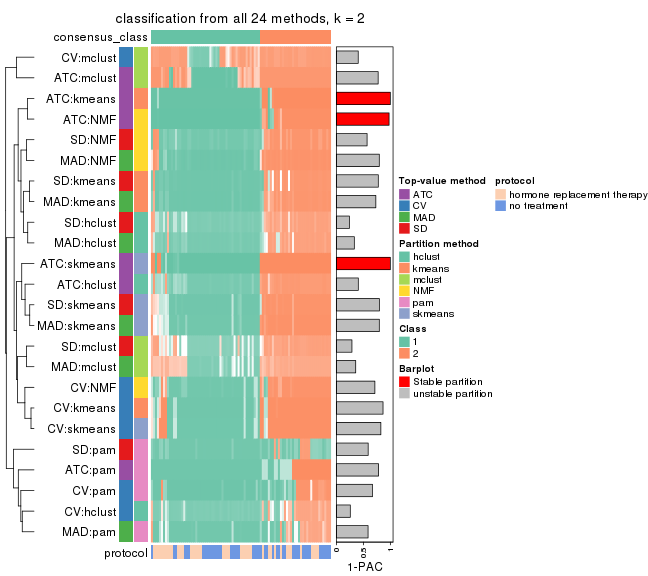 classification from all 24 methods, k = 2
consensus_class
CV:mclust
ATC:mclust
ATC:kmeans
ATC:NMF
SD:NMF
MAD:NMF
SD:kmeans
MAD:kmeans
SD:hclust
MAD:hclust
ATC:skmeans
ATC:hclust
SD:skmeans
MAD:skmeans
SD:mclust
MAD:mclust
CV:NMF
CV:kmeans
CV:skmeans
SD:pam
ATC:pam
CV:pam
CV:hclust
MAD:pam
protocol
0 0.5 1
1-PAC
Top-value method
ATC
CV
MAD
SD
Partition method
hclust
kmeans
mclust
NMF
pam
skmeans
Class
1
2
Barplot
Stable partition
unstable partition
protocol
hormone replacement therapy
no treatment